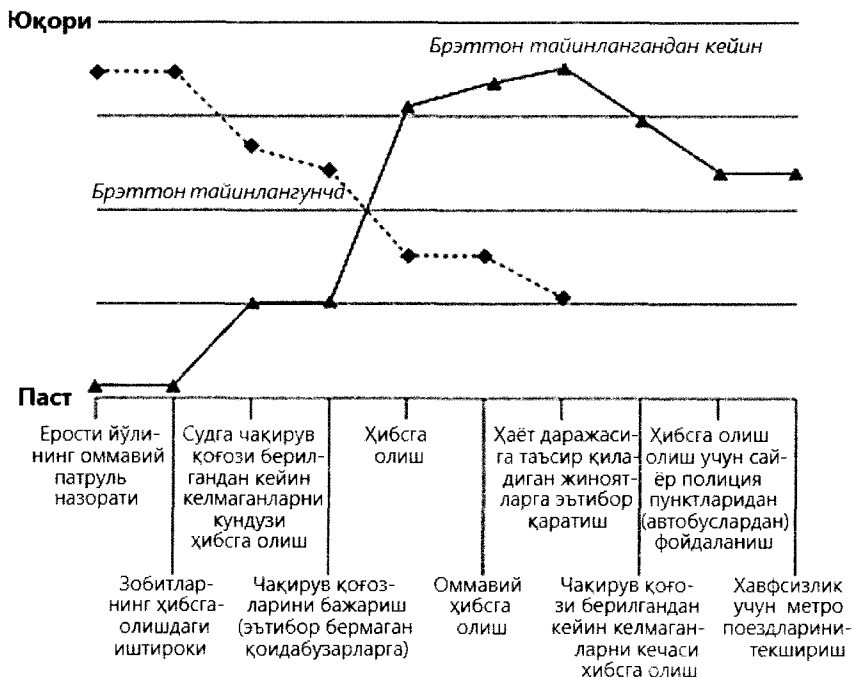 Юқори
Брэттон тайинлангандан кейин
Брэттон тайинлангунча
Паст
Ерости йўли-
нинг оммавий
патруль
назорати
Зобитлар-
нинг ҳибсга-
олишдаги
иштироки
Судга чақирув
қоғози берил-
гандан кейин
келмаганларни
кундузи
ҳибсга олиш
Чақирув қоғоз-
ларини бажариш
(эътибор бермаган
қоидабузарларга)
Ҳибсга
олиш
Оммавий
ҳибсга
олиш
Ҳаёт даражаси-
га таъсир қила-
диган жиноят-
ларга эътибор
қаратиш
Чақирув қоғо-
зи берилгандан
кейин келмаган-
ларни кечаси
хибсга олиш
Ҳибсга олиш
олиш учун сай-
ёр полиция
пунктларидан
(автобуслардан)
фойдаланиш
Хавфсизлик
учун метро
поездларини-
текшириш